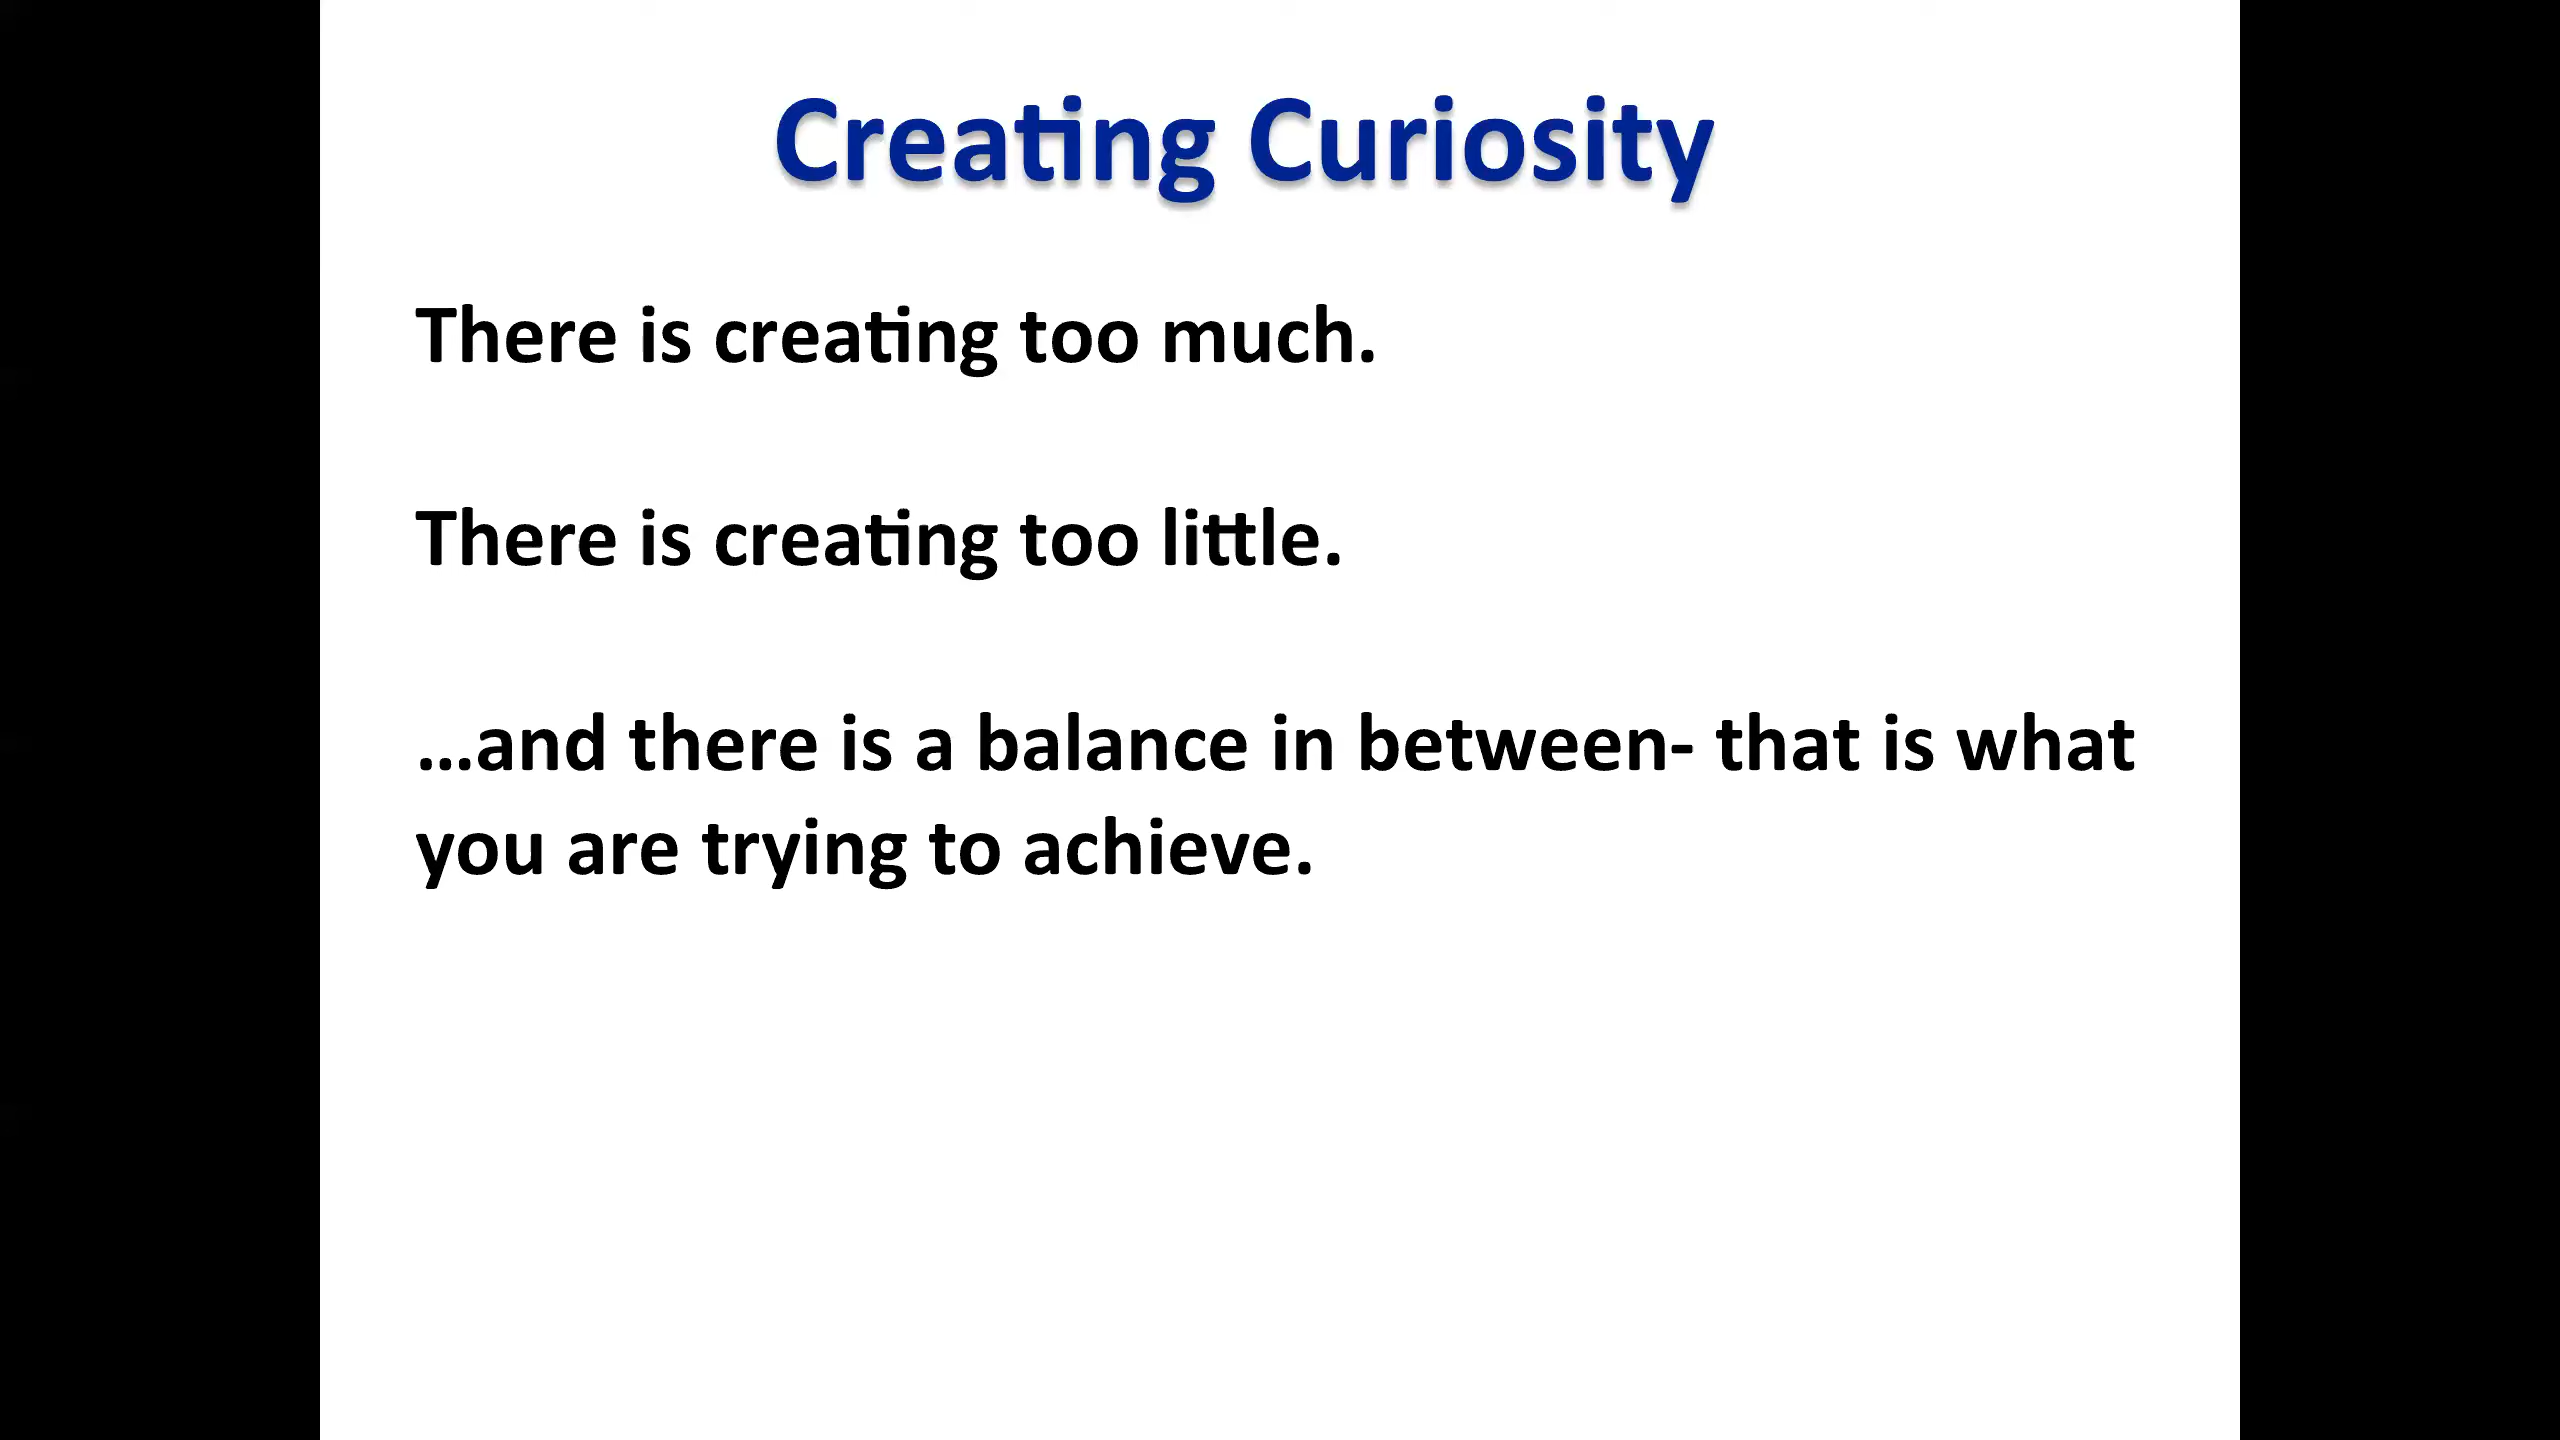 Creating Curiosity
There is creating too much.
There is creating too little.
…and there is a balance in between- that is what
you are trying to achieve.